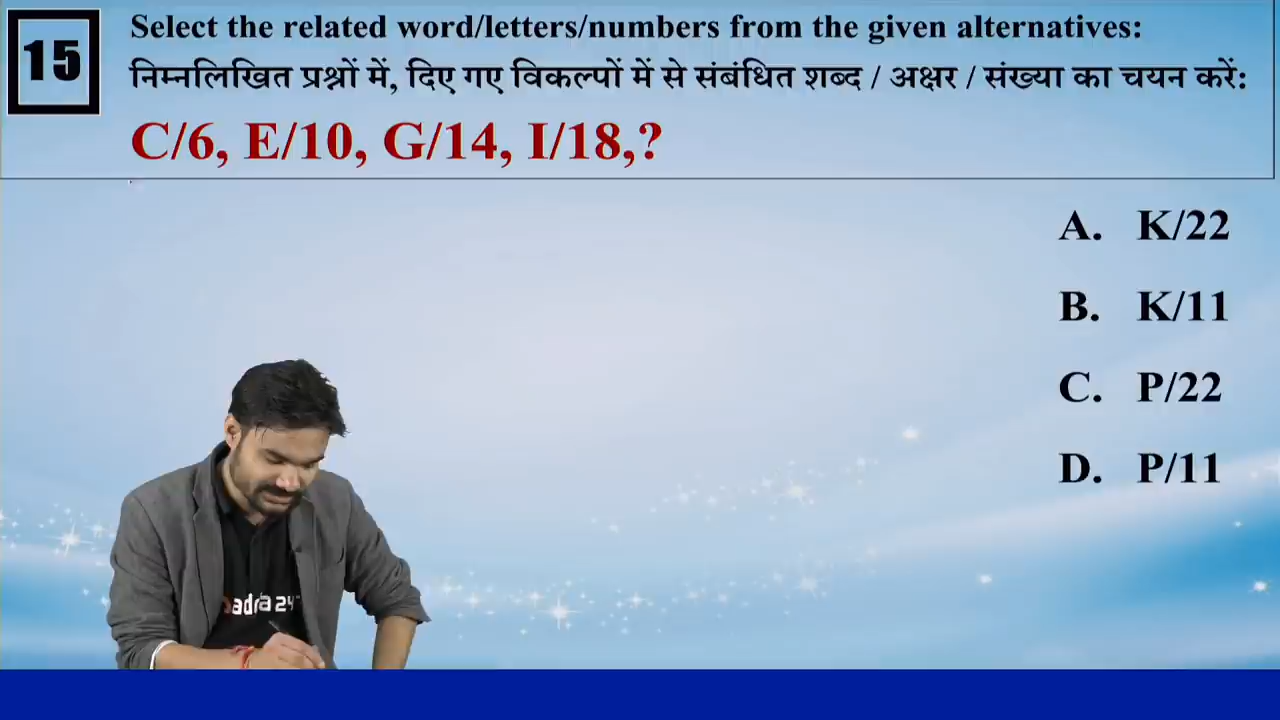 15
Select the related word/letters/numbers from the given alternatives:
निम्नलिखित प्रश्नों में, दिए गए विकल्पों में से संबंधित शब्द / अक्षर / संख्या का चयन करें:
C/6, E/10, G/14, I/18,?
A. K/22
B. K/11
C. P/22
D. P/11